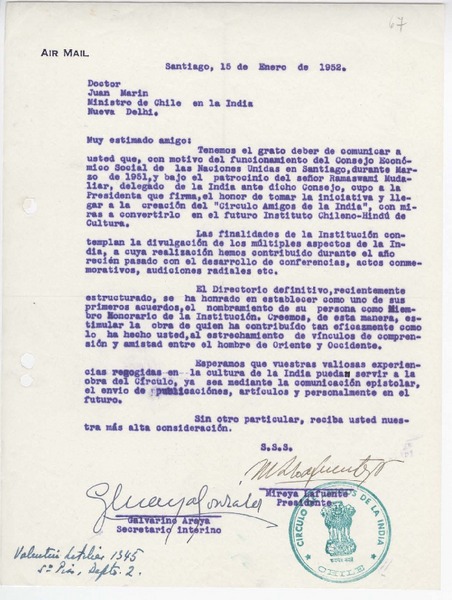 67
AIR MAIL
Santiago, 15 de Enero de 1952.
Doctor
Juan Marin
Ministro de Chile en la India
Nueva Delhi.
Muy estimado amigo:
Tenemos el grato deber de comunicar a
usted que, con motivo del funcionamiento del Consejo Econó-
mico Social de las Naciones Unidas en Santiago, durante Mar-
zo de 1951, y bajo el patrocinio del señor Ramaswami Muda-
liar, delegado de la India ante dicho Consejo, cupo a la
Presidenta que firma, el honor de tomar la iniciativa y lle-
gar a la creación del "Círculo Amigos de la India", con mi-
ras a convertirlo en el futuro Instituto Chileno-Hindú de
Cultura.
Las finalidades de la Institución con-
templan la divulgación de los múltiples aspectos de la In-
dia, a cuya realización hemos contribuido durante el año
recién pasado con el desarrollo de conferencias, actos conme-
morativos, audiciones radiales etc.
El Directorio definitivo, recientemente
estructurado, se ha honrado en establecer como uno de sus
primeros acuerdos, el nombramiento de su persona como Miem-
bro Honorario de la Institución. Creemos, de esta manera, es-
timular la obra de quien ha contribuido tan eficazmente como
lo ha hecho usted, al estrechamiento de vínculos de compren-
sión y amistad entre el hombre de Oriente y Occidente.
Esperamos que vuestras valiosas experien-
cias recogidas en la cultura de la India puedan servir a la
obra del Círculo, ya sea mediante la comunicación epistolar,
el envío de publicaciones, artículos y personalmente en el
futuro.
Sin otro particular, reciba usted nues-
tra más alta consideración.
S.S.S.
Mireya Lafuente
Presidente
Galvarino Araya
Secretario interino
CIRCULO AMIGOS DE LA INDIA
CHILE
Valentin Letelier 1345
5º Piso, Depto. 2.